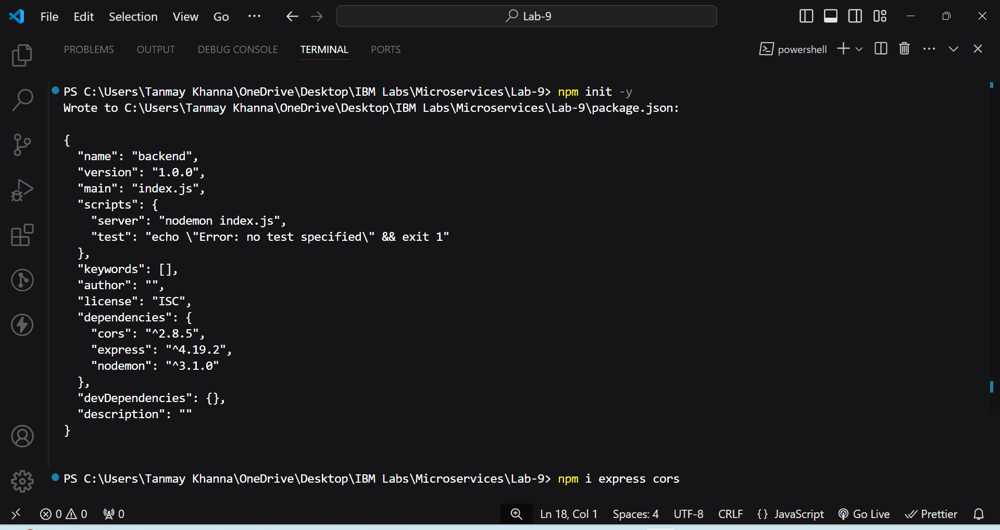 File Edit Selection View Go ··· Lab-9
PROBLEMS OUTPUT DEBUG CONSOLE TERMINAL PORTS powershell
PS C:\Users\Tanmay Khanna\OneDrive\Desktop\IBM Labs\Microservices\Lab-9> npm init -y
Wrote to C:\Users\Tanmay Khanna\OneDrive\Desktop\IBM Labs\Microservices\Lab-9\package.json:
{
  "name": "backend",
  "version": "1.0.0",
  "main": "index.js",
  "scripts": {
    "server": "nodemon index.js",
    "test": "echo \"Error: no test specified\" && exit 1"
  },
  "keywords": [],
  "author": "",
  "license": "ISC",
  "dependencies": {
    "cors": "^2.8.5",
    "express": "^4.19.2",
    "nodemon": "^3.1.0"
  },
  "devDependencies": {},
  "description": ""
}
PS C:\Users\Tanmay Khanna\OneDrive\Desktop\IBM Labs\Microservices\Lab-9> npm i express cors
0 0 0 Ln 18, Col 1 Spaces: 4 UTF-8 CRLF {} JavaScript Go Live Prettier